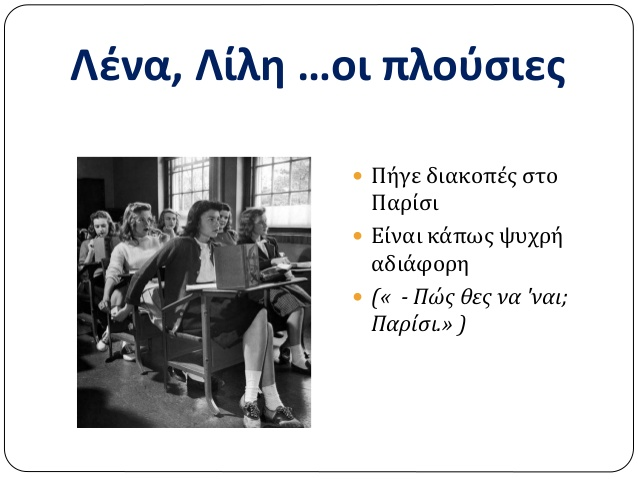 Λένα, Λίλη …οι πλούσιες
• Πήγε διακοπές στο
Παρίσι
• Είναι κάπως ψυχρή
αδιάφορη
• («  - Πώς θες να 'ναι;
Παρίσι.» )